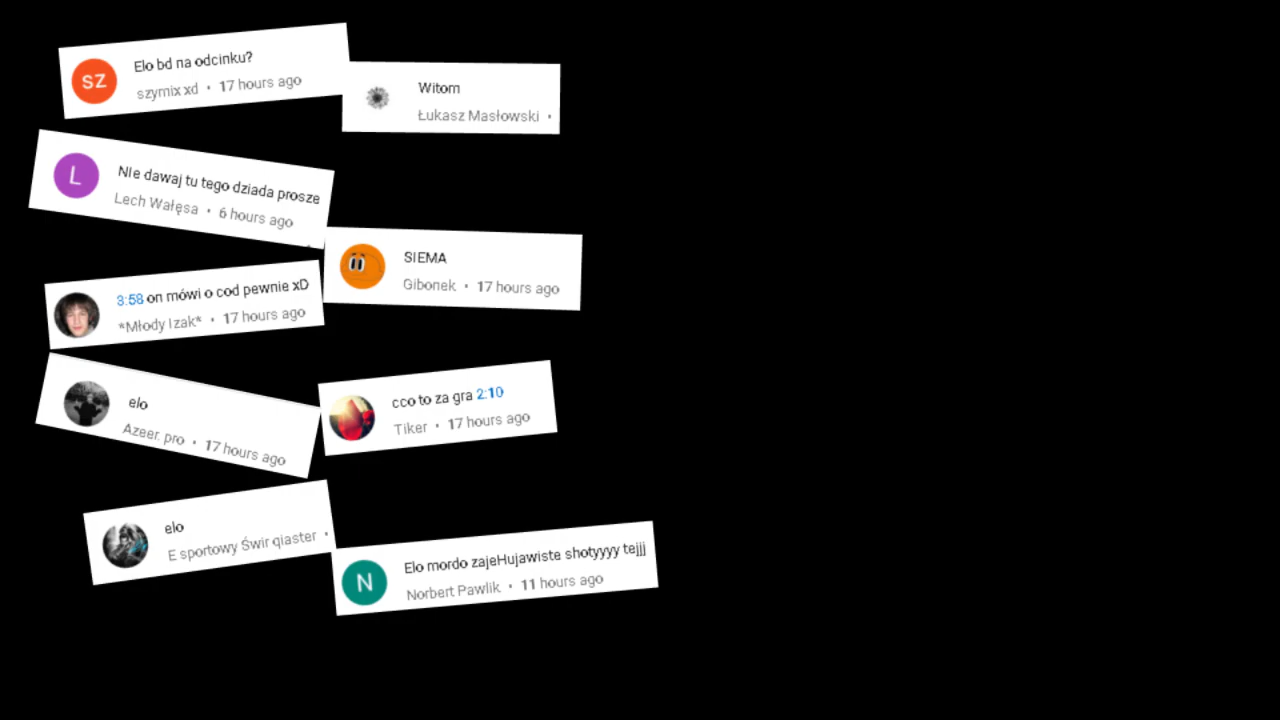 SZ
Elo bd na odcinku?
szymix xd • 17 hours ago
Witom
Łukasz Masłowski •
L
NIe dawaj tu tego dziada prosze
Lech Wałęsa • 6 hours ago
SIEMA
Gibonek • 17 hours ago
3:58 on mówi o cod pewnie xD
*Młody Izak* • 17 hours ago
elo
Azeer. pro • 17 hours ago
cco to za gra 2:10
Tiker • 17 hours ago
elo
E sportowy Świr qiaster •
N
Elo mordo zajeHujawiste shotyyyy tejjj
Norbert Pawlik • 11 hours ago